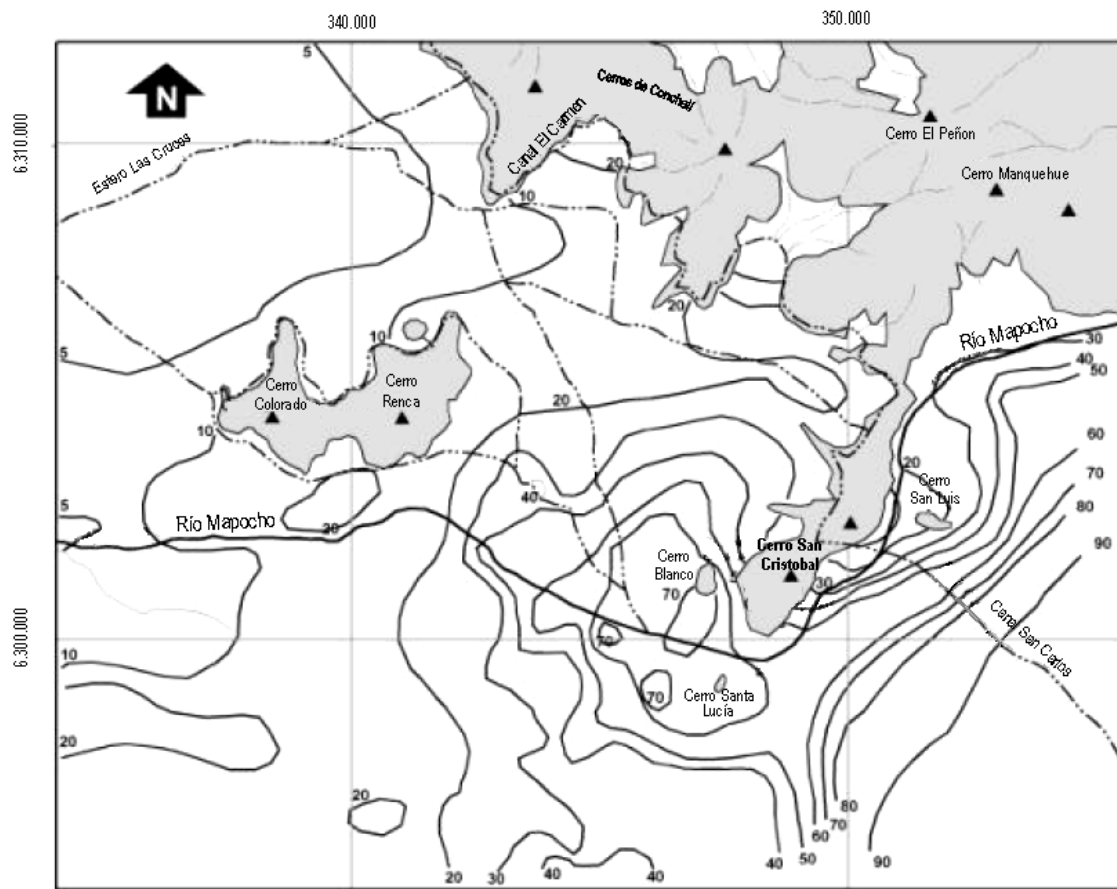 340.000
350.000
5
N
Cerros de Conchalí
Cerro El Peñon
6.310.000
Estero Las Cruces
Canal El Carmen
20
10
Cerro Manquehue
20
10
Río Mapocho
30
40
50
5
Cerro
Colorado
Cerro
Renca
20
60
10
20
Cerro
San Luis
70
40
80
5
Río Mapocho
20
90
Cerro San
Cristobal
Cerro
Blanco
70
30
Canal San Carlos
6.300.000
70
10
70
Cerro Santa
Lucía
20
20
80
70
60
50
40
20
30
40
40
90